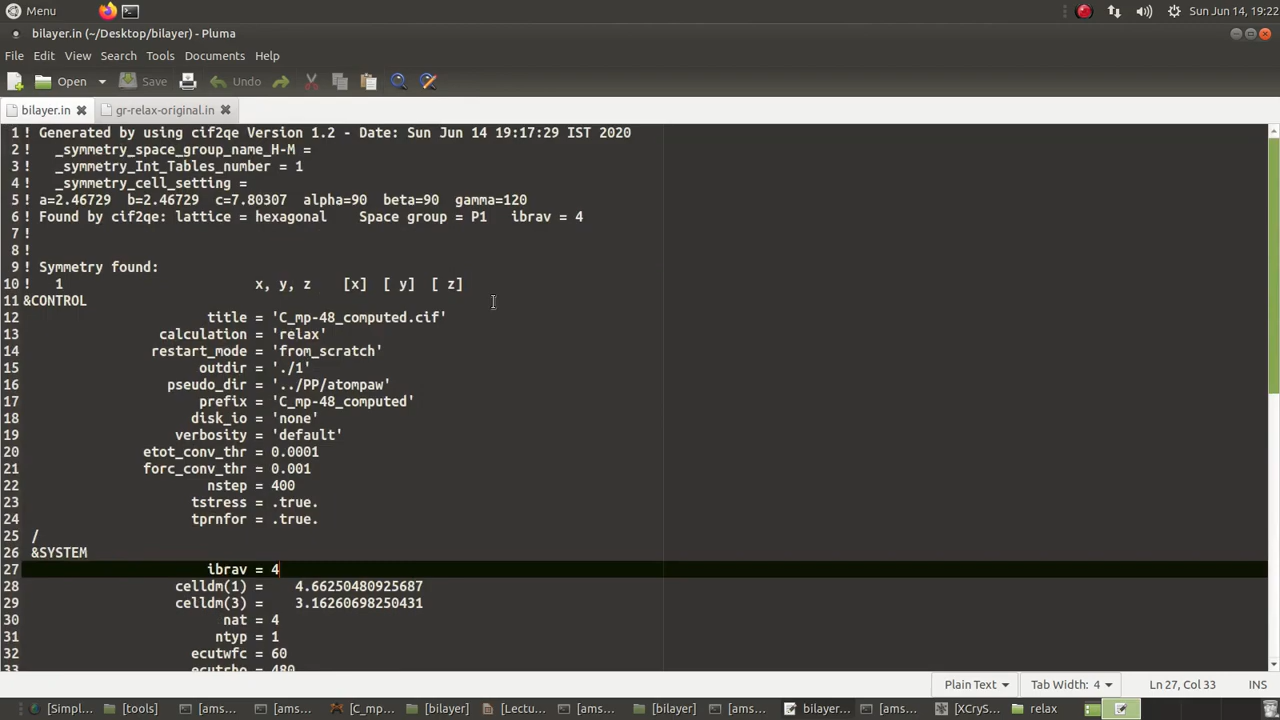 Menu
Sun Jun 14, 19:22
bilayer.in (~/Desktop/bilayer) - Pluma
File Edit View Search Tools Documents Help
Open Save Undo
bilayer.in gr-relax-original.in
1 ! Generated by using cif2qe Version 1.2 - Date: Sun Jun 14 19:17:29 IST 2020
2 ! _symmetry_space_group_name_H-M =
3 ! _symmetry_Int_Tables_number = 1
4 ! _symmetry_cell_setting =
5 ! a=2.46729 b=2.46729 c=7.80307 alpha=90 beta=90 gamma=120
6 ! Found by cif2qe: lattice = hexagonal Space group = P1 ibrav = 4
7 !
8 !
9 ! Symmetry found:
10 ! 1 x, y, z [x] [ y] [ z]
11 &CONTROL
12 title = 'C_mp-48_computed.cif'
13 calculation = 'relax'
14 restart_mode = 'from_scratch'
15 outdir = './1'
16 pseudo_dir = '../PP/atompaw'
17 prefix = 'C_mp-48_computed'
18 disk_io = 'none'
19 verbosity = 'default'
20 etot_conv_thr = 0.0001
21 forc_conv_thr = 0.001
22 nstep = 400
23 tstress = .true.
24 tprnfor = .true.
25 /
26 &SYSTEM
27 ibrav = 4
28 celldm(1) = 4.66250480925687
29 celldm(3) = 3.16260698250431
30 nat = 4
31 ntyp = 1
32 ecutwfc = 60
33 ecutrho = 480
Plain Text Tab Width: 4 Ln 27, Col 33 INS
[Simpl... [tools] [ams... [ams... [C_mp... [bilayer] [Lectu... [ams... [bilayer] [ams... bilayer... [ams... [XCryS... relax